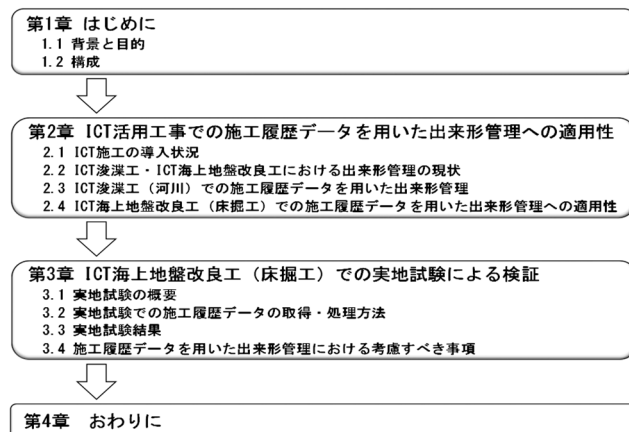 第1章 はじめに
1.1 背景と目的
1.2 構成
第2章 ICT活用工事での施工履歴データを用いた出来形管理への適用性
2.1 ICT施工の導入状況
2.2 ICT浚渫工・ICT海上地盤改良工における出来形管理の現状
2.3 ICT浚渫工（河川）での施工履歴データを用いた出来形管理
2.4 ICT海上地盤改良工（床掘工）での施工履歴データを用いた出来形管理への適用性
第3章 ICT海上地盤改良工（床掘工）での実地試験による検証
3.1 実地試験の概要
3.2 実地試験での施工履歴データの取得・処理方法
3.3 実地試験結果
3.4 施工履歴データを用いた出来形管理における考慮すべき事項
第4章 おわりに